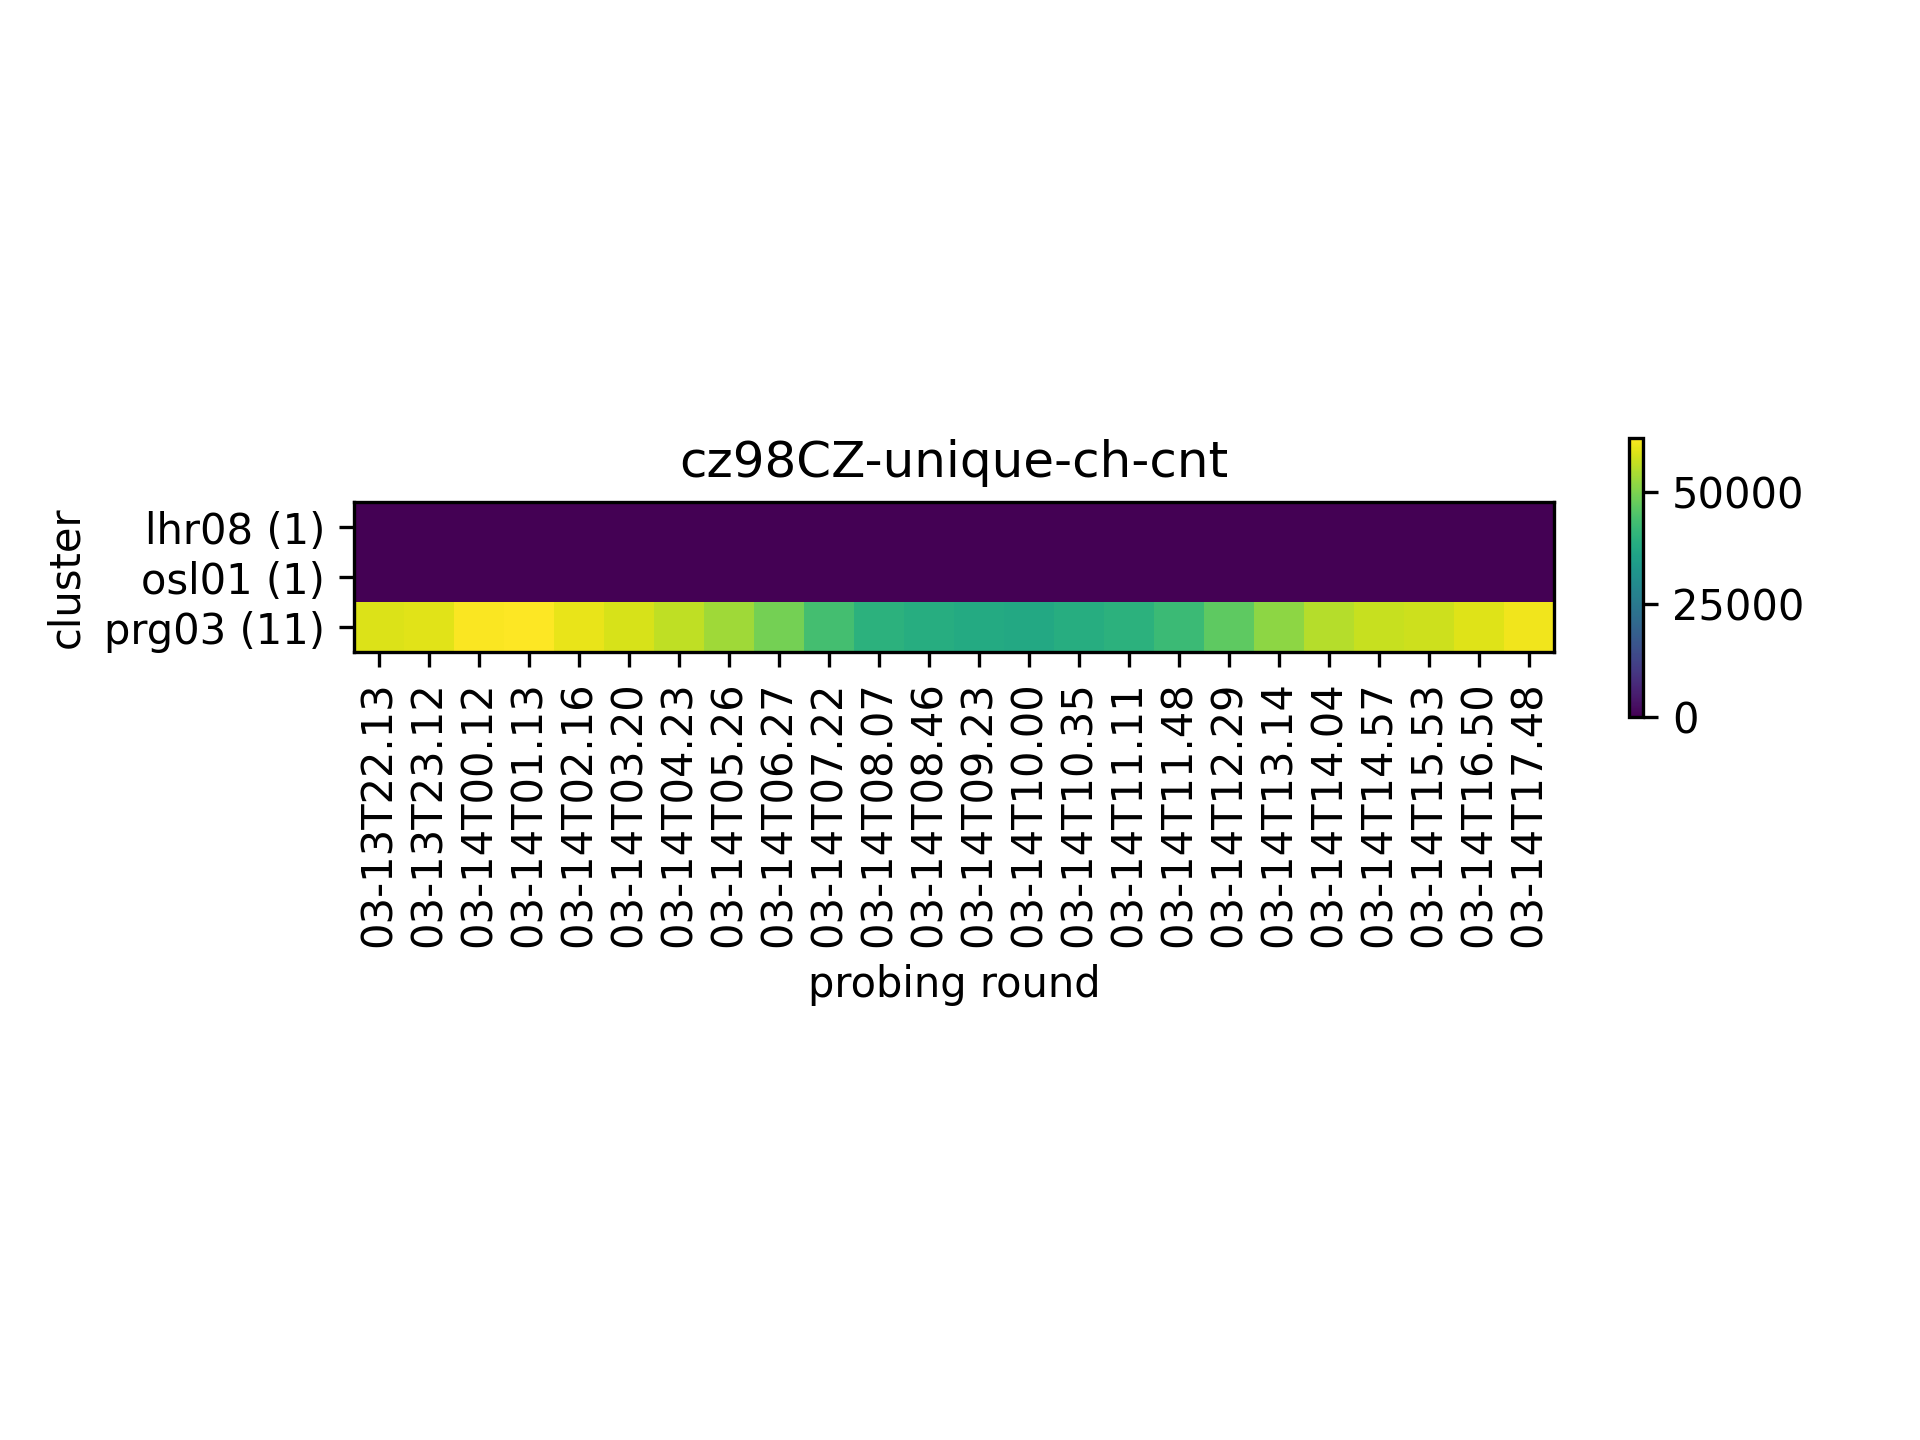 cz98CZ-unique-ch-cnt
cluster
lhr08 (1)
osl01 (1)
prg03 (11)
50000
25000
0
03-13T22.13
03-13T23.12
03-14T00.12
03-14T01.13
03-14T02.16
03-14T03.20
03-14T04.23
03-14T05.26
03-14T06.27
03-14T07.22
03-14T08.07
03-14T08.46
03-14T09.23
03-14T10.00
03-14T10.35
03-14T11.11
03-14T11.48
03-14T12.29
03-14T13.14
03-14T14.04
03-14T14.57
03-14T15.53
03-14T16.50
03-14T17.48
probing round